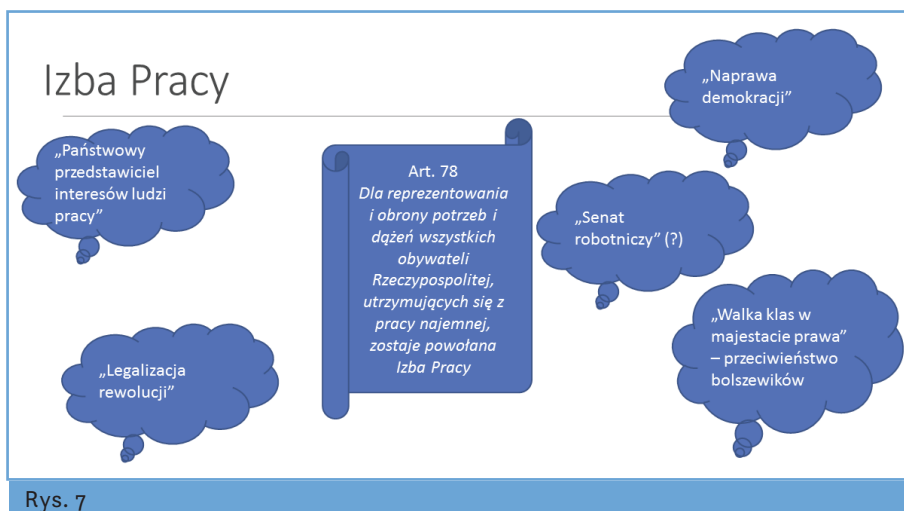 Izba Pracy
„Naprawa
demokracji”
„Państwowy
przedstawiciel
interesów ludzi
pracy”
Art. 78
Dla reprezentowania
i obrony potrzeb i
dążeń wszystkich
obywateli
Rzeczypospolitej,
utrzymujących się z
pracy najemnej,
zostaje powołana
Izba Pracy
„Senat
robotniczy” (?)
„Legalizacja
rewolucji”
„Walka klas w
majestacie prawa”
– przeciwieństwo
bolszewików
Rys. 7